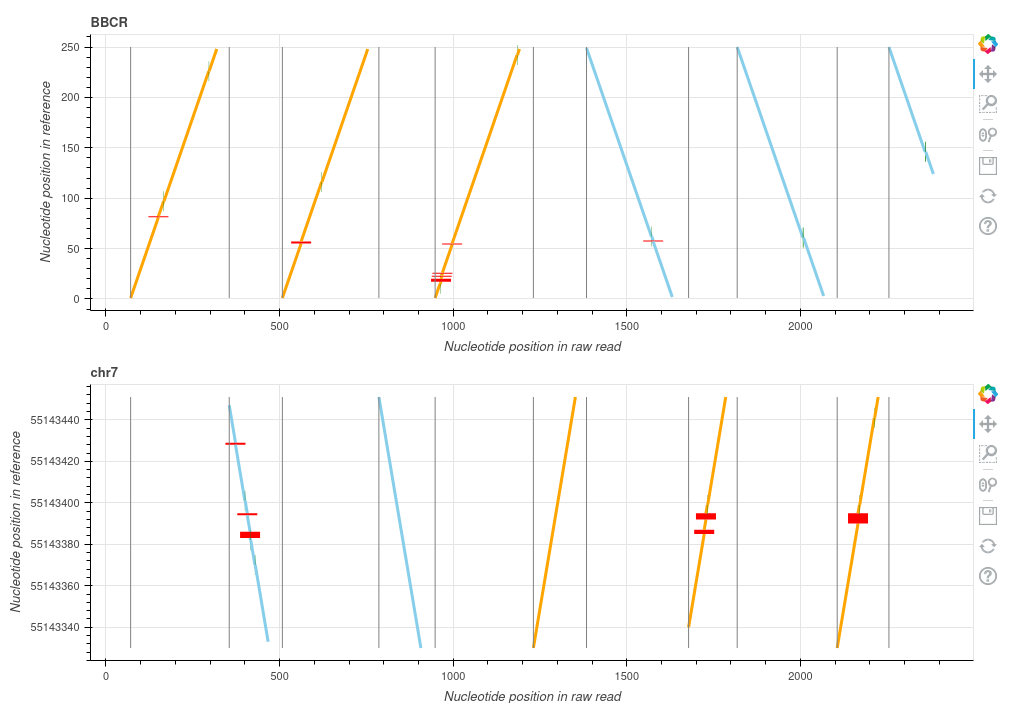 BBCR
Nucleotide position in reference
250
200
150
100
50
0
0 500 1000 1500 2000
Nucleotide position in raw read
chr7
Nucleotide position in reference
55143440
55143420
55143400
55143380
55143360
55143340
0 500 1000 1500 2000
Nucleotide position in raw read